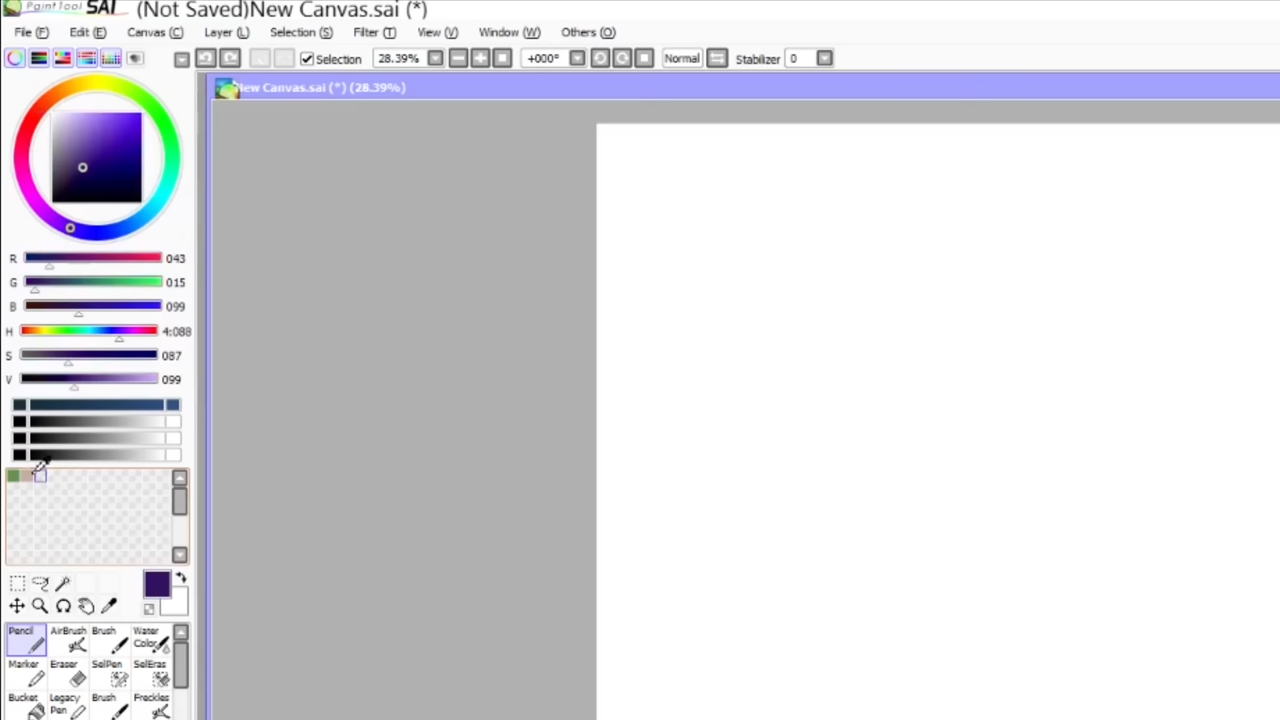 PaintTool SAI (Not Saved)New Canvas.sai (*)
File (F) Edit (E) Canvas (C) Layer (L) Selection (S) Filter (T) View (V) Window (W) Others (O)
Selection 28.39% +000° Normal Stabilizer 0
New Canvas.sai (*) (28.39%)
R 043
G 015
B 099
H 4:088
S 087
V 099
Pencil AirBrush Brush Water Color
Marker Eraser SelPen SelEras
Bucket Legacy Pen Brush Freckles